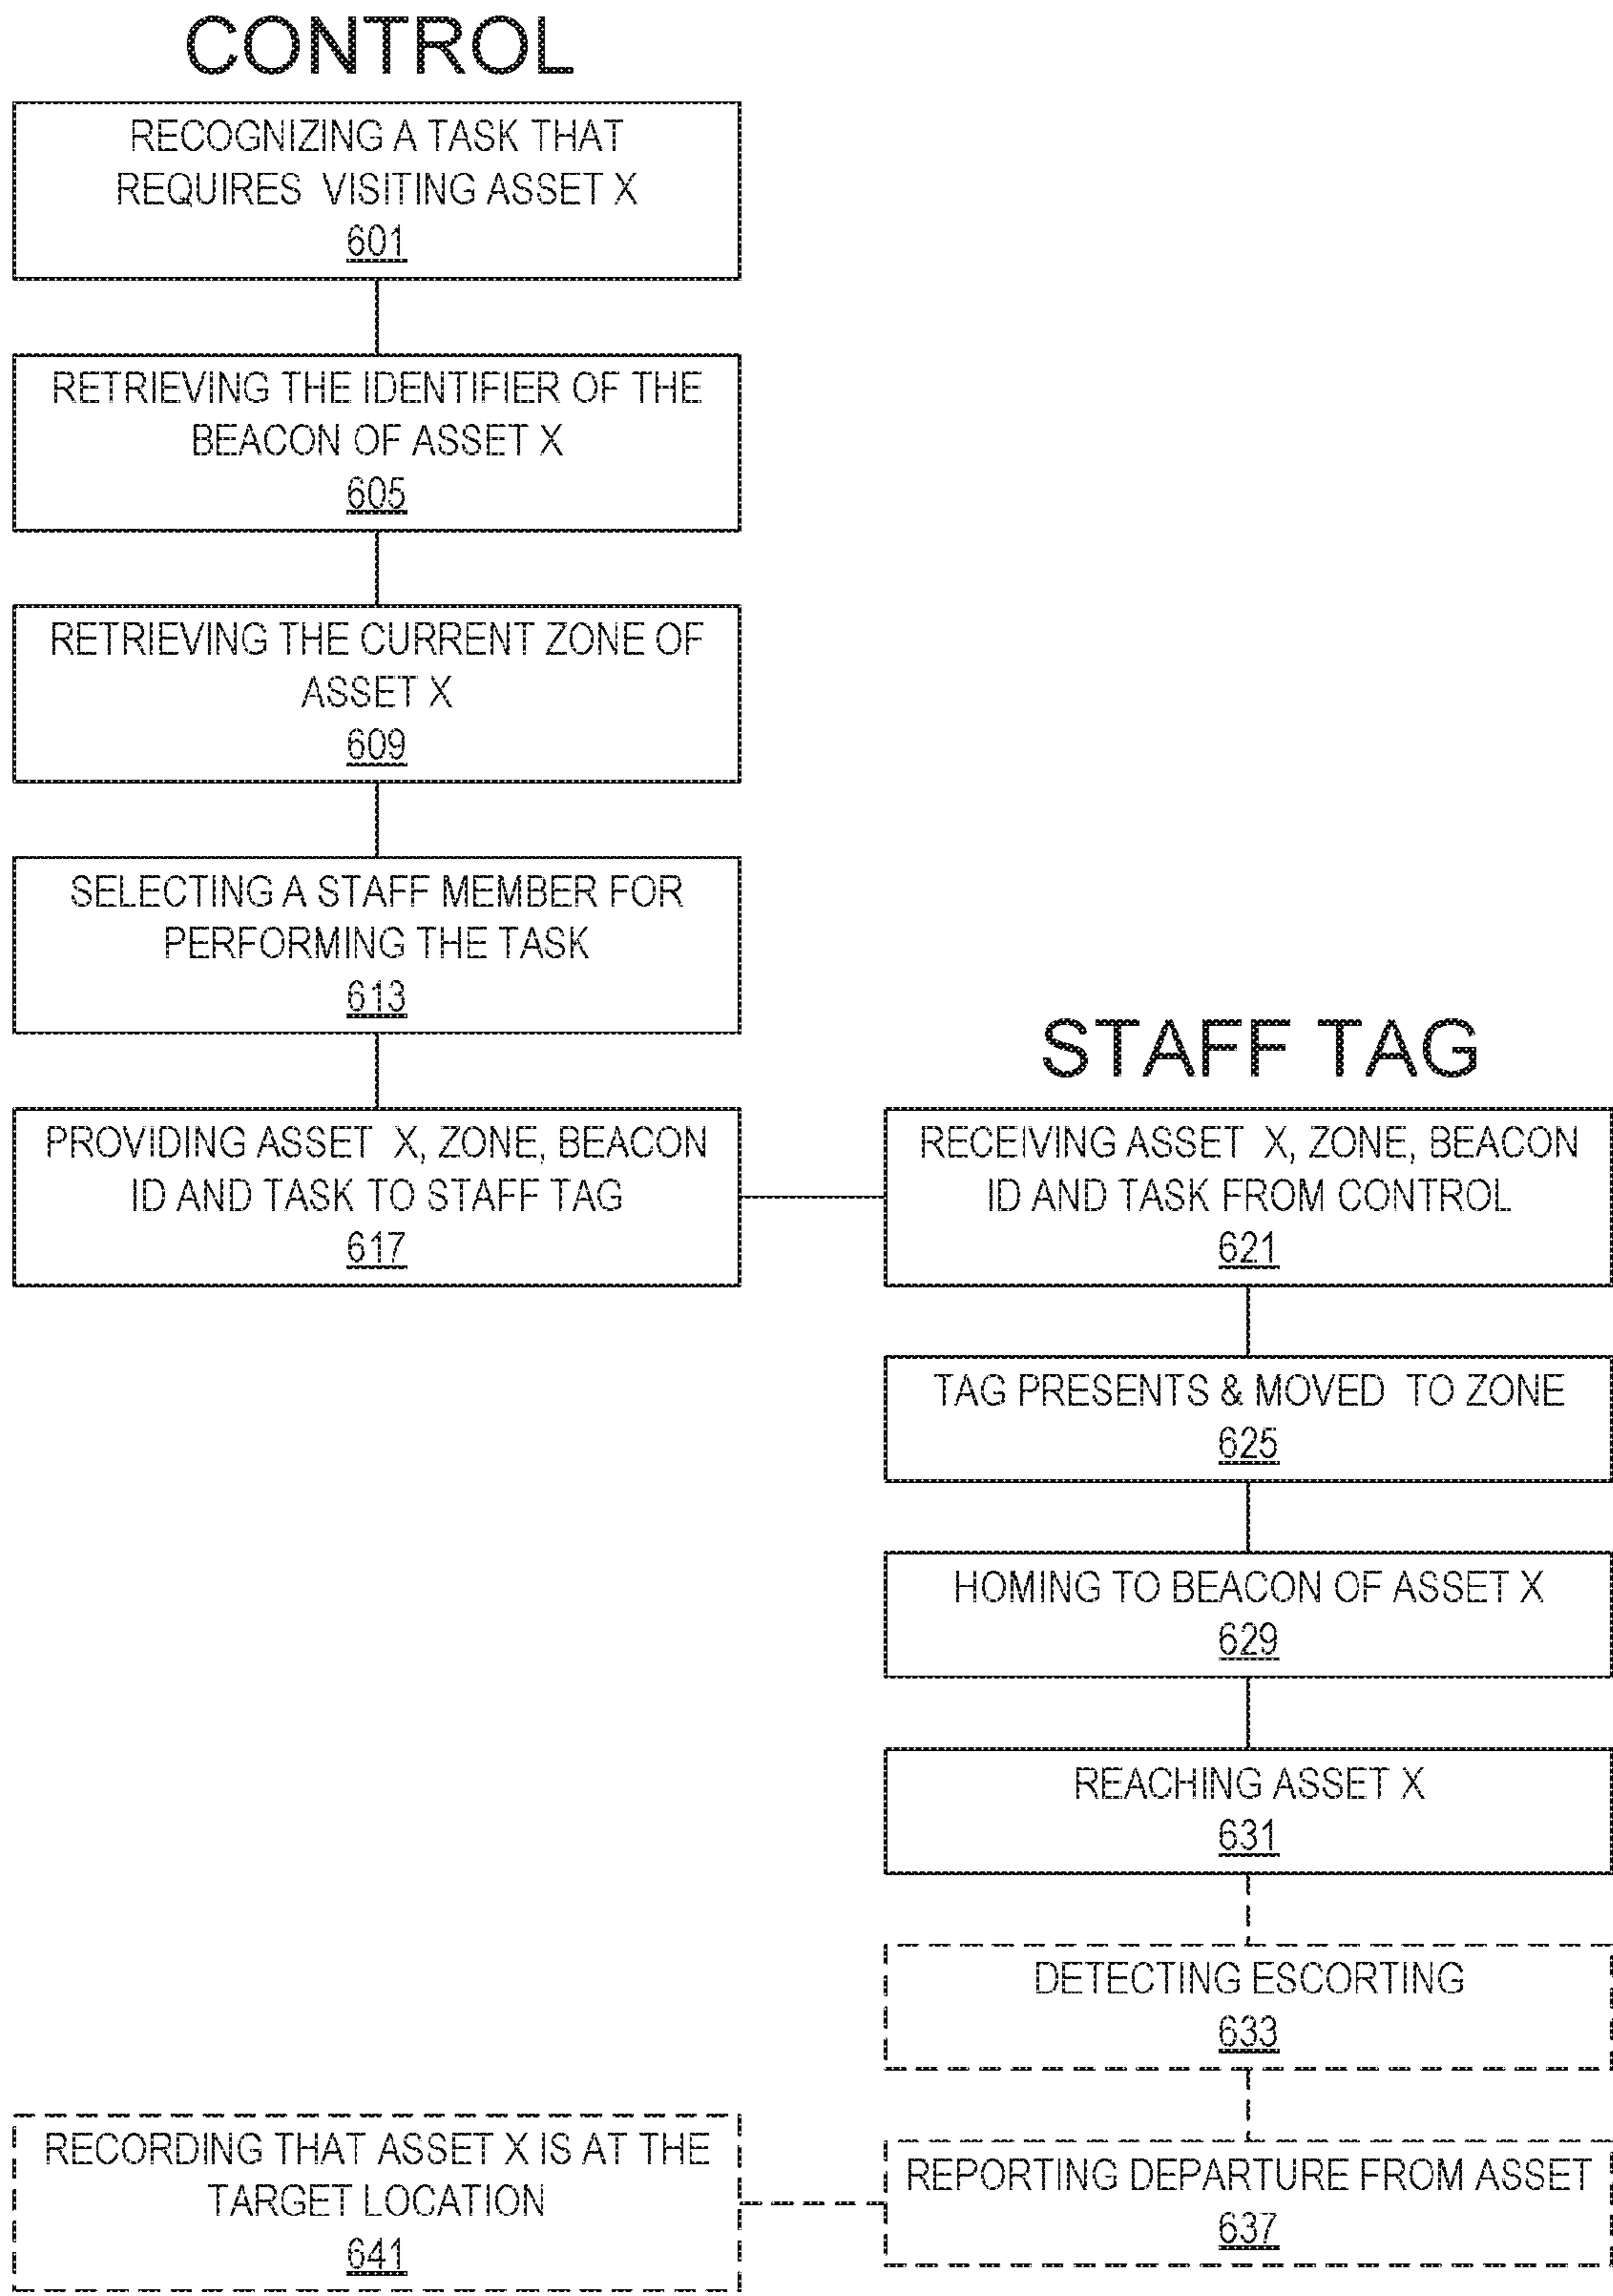 CONTROL
RECOGNIZING A TASK THAT
REQUIRES VISITING ASSET X
601
RETRIEVING THE IDENTIFIER OF THE
BEACON OF ASSET X
605
RETRIEVING THE CURRENT ZONE OF
ASSET X
609
SELECTING A STAFF MEMBER FOR
PERFORMING THE TASK
613
PROVIDING ASSET X, ZONE, BEACON
ID AND TASK TO STAFF TAG
617
STAFF TAG
RECEIVING ASSET X, ZONE, BEACON
ID AND TASK FROM CONTROL
621
TAG PRESENTS & MOVED TO ZONE
625
HOMING TO BEACON OF ASSET X
629
REACHING ASSET X
631
DETECTING ESCORTING
633
REPORTING DEPARTURE FROM ASSET
637
RECORDING THAT ASSET X IS AT THE
TARGET LOCATION
641